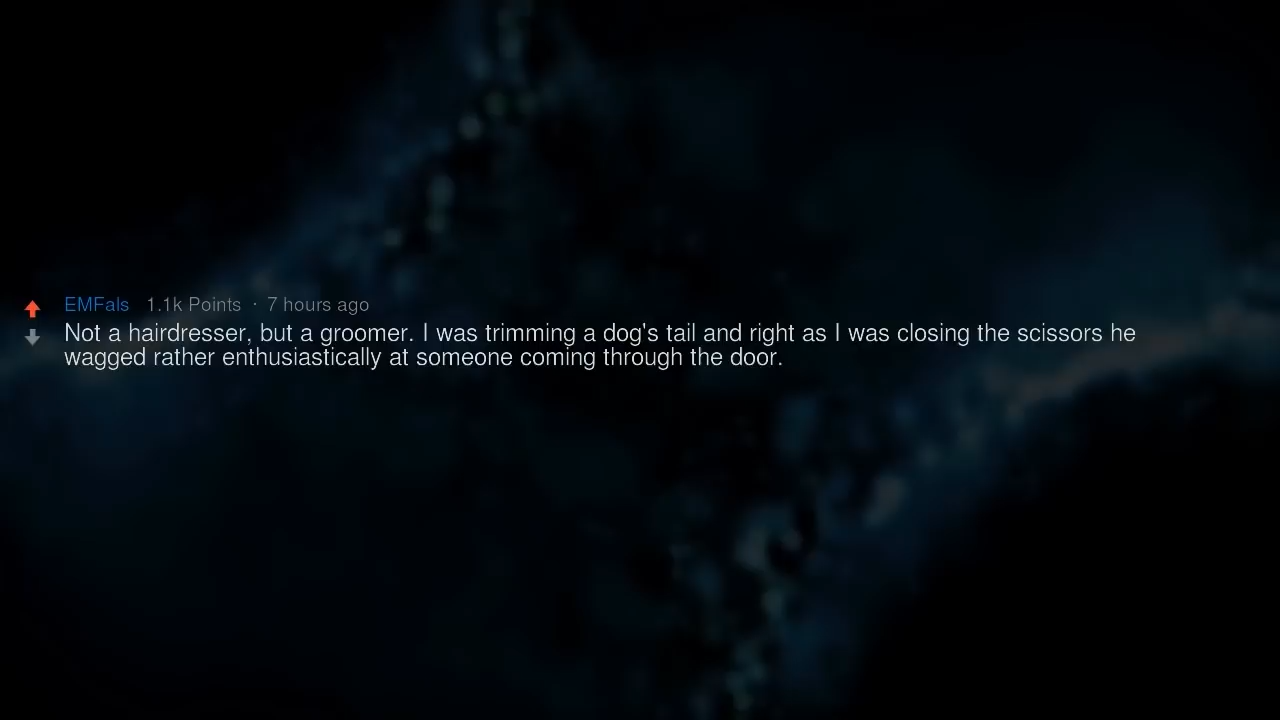 EMFals 1.1k Points · 7 hours ago
Not a hairdresser, but a groomer. I was trimming a dog's tail and right as I was closing the scissors he
wagged rather enthusiastically at someone coming through the door.